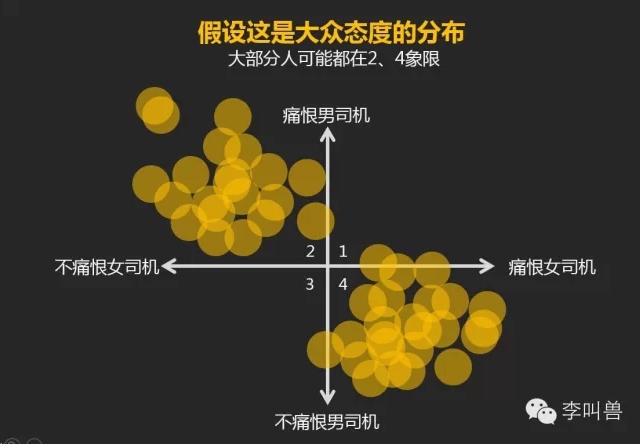 假设这是大众态度的分布
大部分人可能都在2、4象限
痛恨男司机
2 1
不痛恨女司机 痛恨女司机
3 4
不痛恨男司机
李叫兽